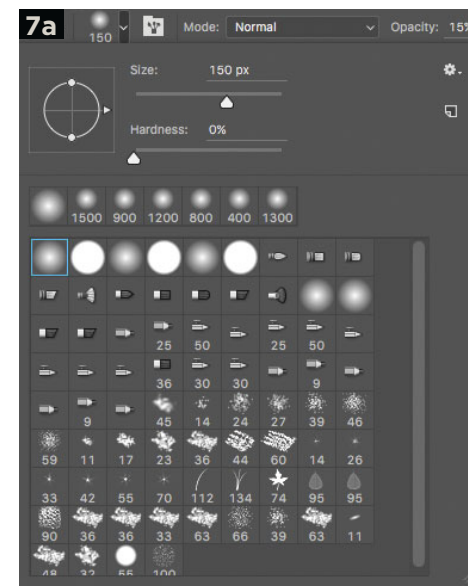 7a
150
Mode: Normal
Opacity: 15%
Size: 150 px
Hardness: 0%
1500 900 1200 800 400 1300
25 50 25 50
36 30 30 9
9 45 14 24 27 39 46
59 11 17 23 36 44 60 14 26
33 42 55 70 112 134 74 95 95
90 36 36 33 63 66 39 63 11
48 32 55 100